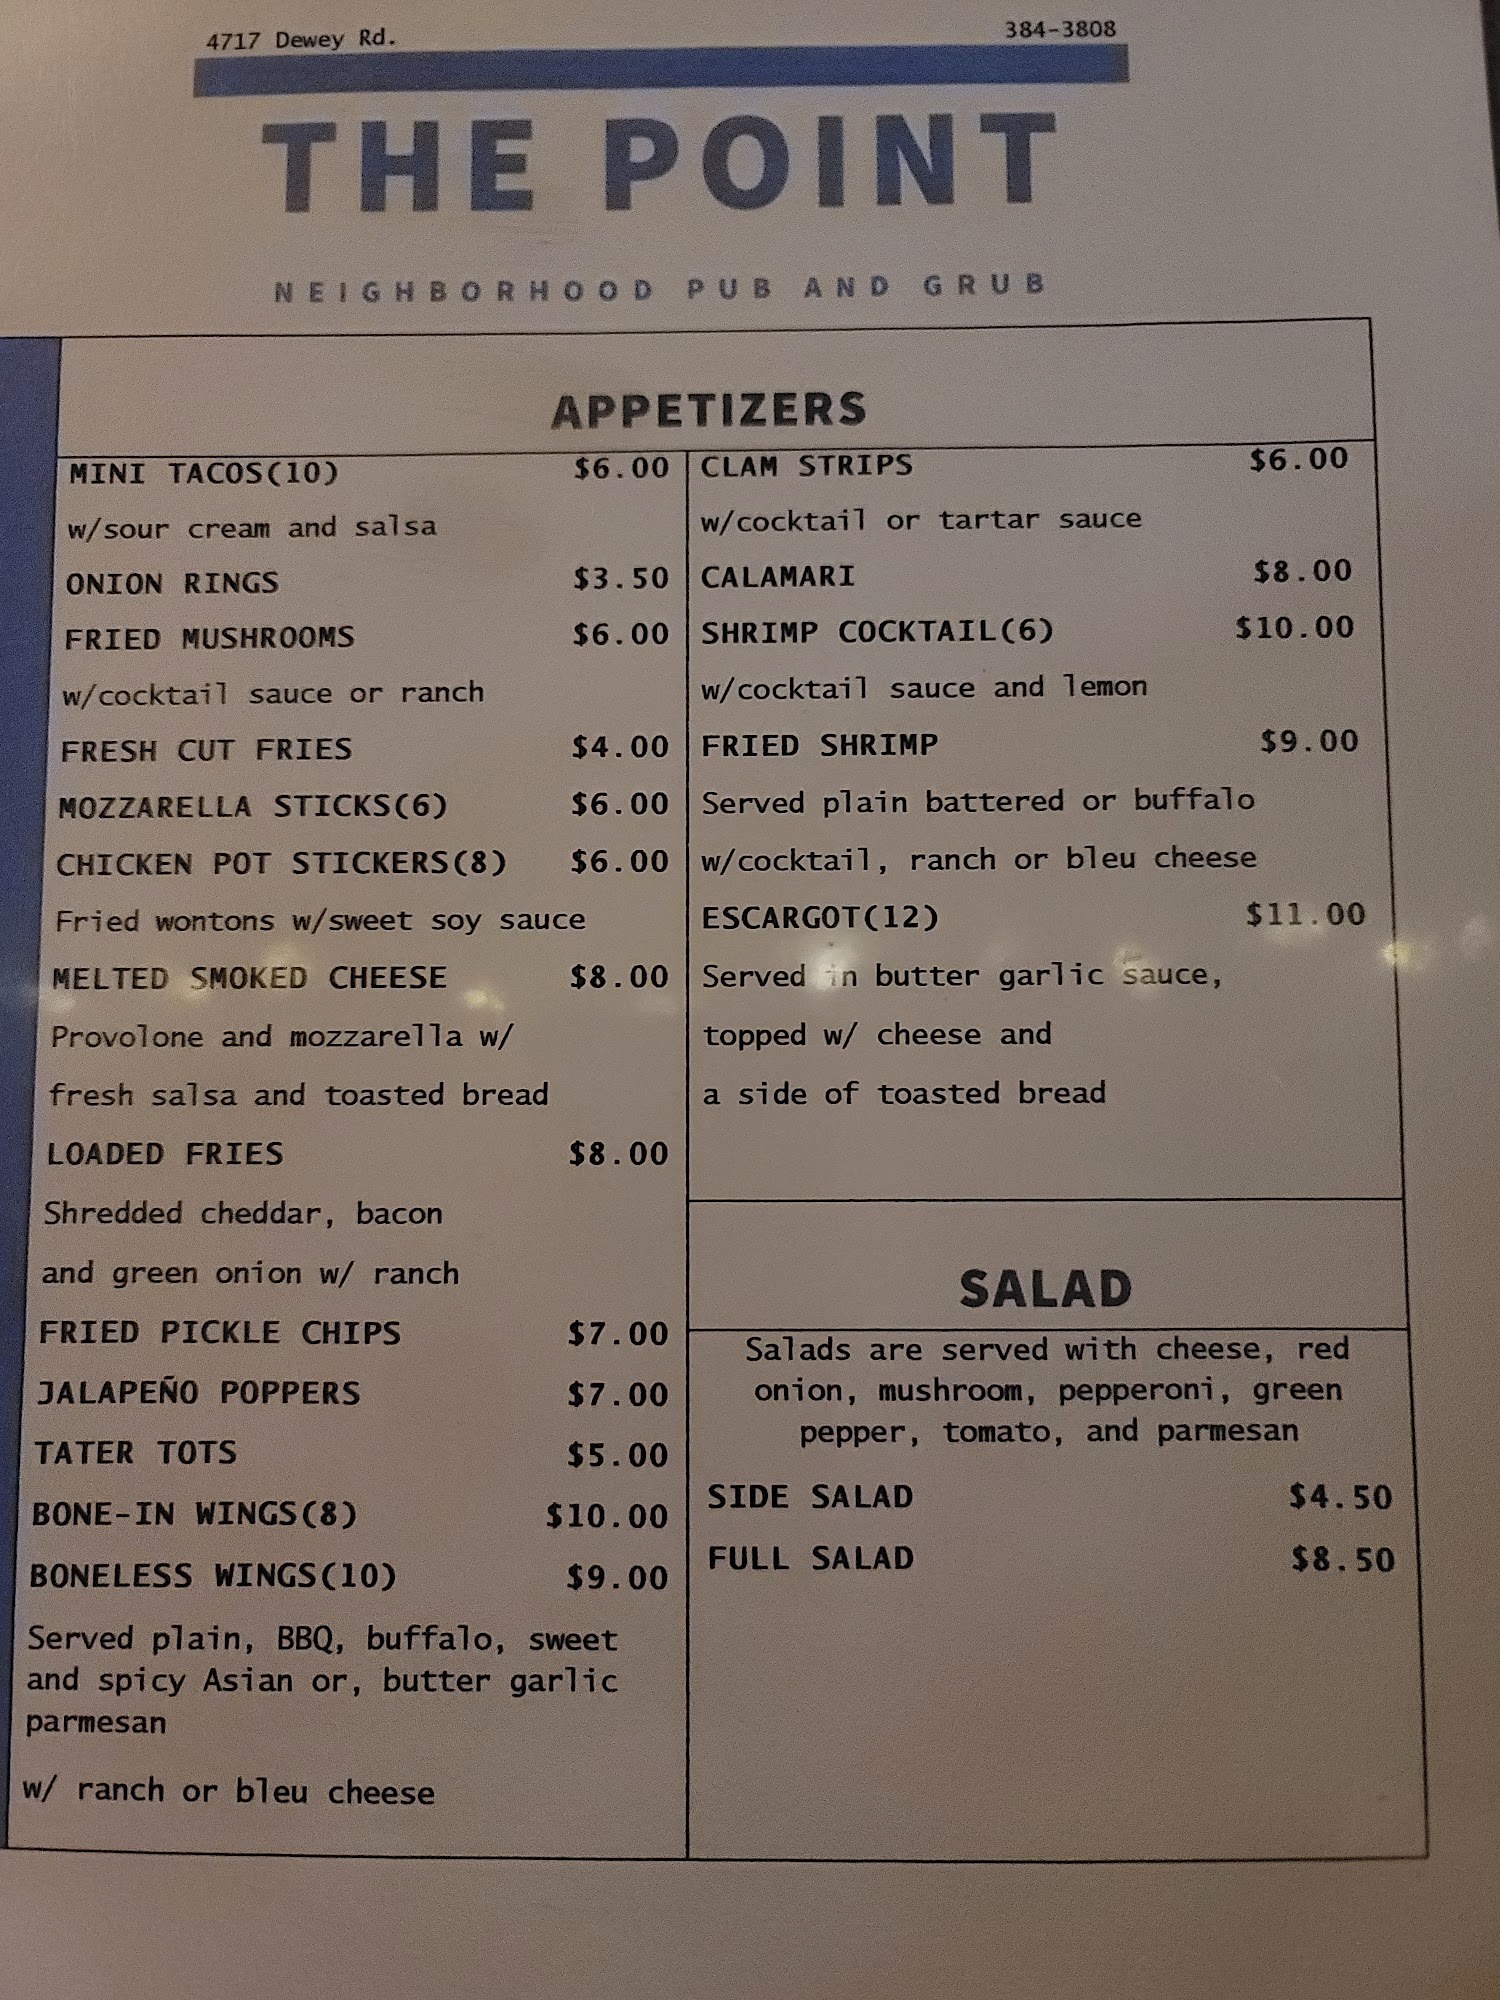 4717 Dewey Rd. 384-3808
THE POINT
NEIGHBORHOOD PUB AND GRUB
APPETIZERS
MINI TACOS(10) $6.00
w/sour cream and salsa
ONION RINGS $3.50
FRIED MUSHROOMS $6.00
w/cocktail sauce or ranch
FRESH CUT FRIES $4.00
MOZZARELLA STICKS(6) $6.00
CHICKEN POT STICKERS(8) $6.00
Fried wontons w/sweet soy sauce
MELTED SMOKED CHEESE $8.00
Provolone and mozzarella w/
fresh salsa and toasted bread
LOADED FRIES $8.00
Shredded cheddar, bacon
and green onion w/ ranch
FRIED PICKLE CHIPS $7.00
JALAPEÑO POPPERS $7.00
TATER TOTS $5.00
BONE-IN WINGS(8) $10.00
BONELESS WINGS(10) $9.00
Served plain, BBQ, buffalo, sweet
and spicy Asian or, butter garlic
parmesan
w/ ranch or bleu cheese
CLAM STRIPS $6.00
w/cocktail or tartar sauce
CALAMARI $8.00
SHRIMP COCKTAIL(6) $10.00
w/cocktail sauce and lemon
FRIED SHRIMP $9.00
Served plain battered or buffalo
w/cocktail, ranch or bleu cheese
ESCARGOT(12) $11.00
Served in butter garlic sauce,
topped w/ cheese and
a side of toasted bread
SALAD
Salads are served with cheese, red
onion, mushroom, pepperoni, green
pepper, tomato, and parmesan
SIDE SALAD $4.50
FULL SALAD $8.50